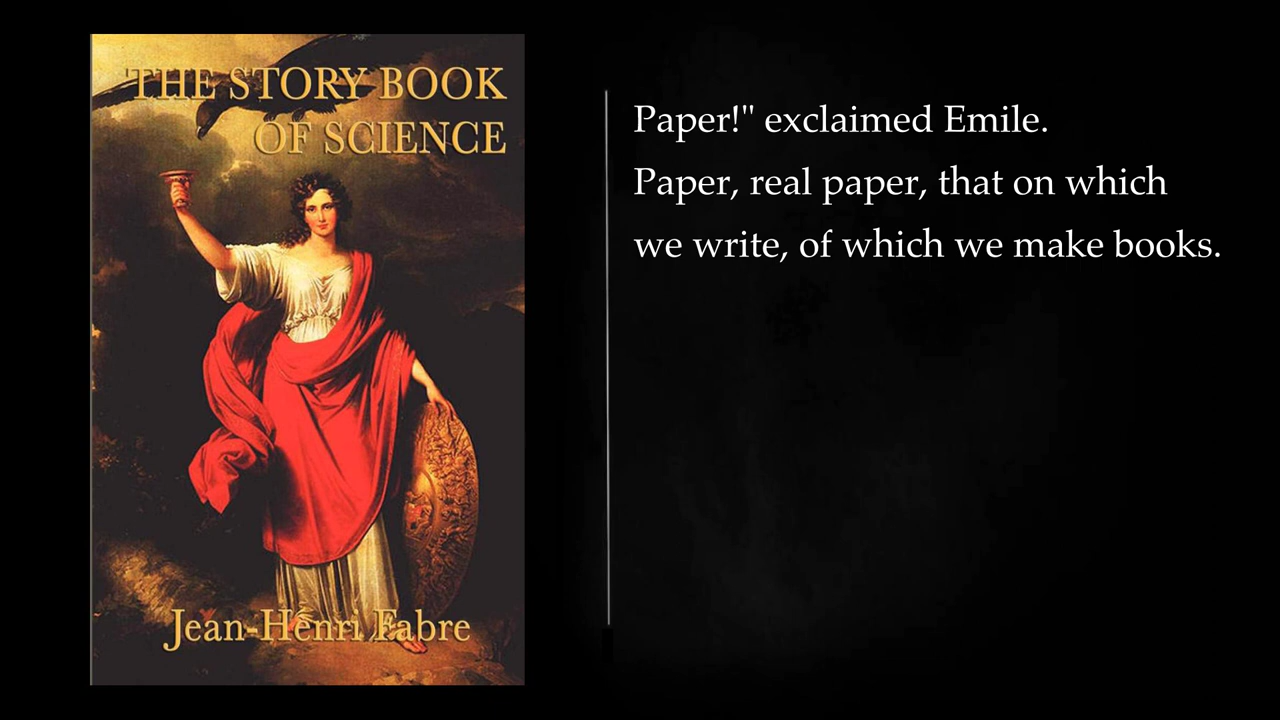 THE STORY BOOK
OF SCIENCE
Jean-Henri Fabre
Paper!" exclaimed Emile.
Paper, real paper, that on which
we write, of which we make books.